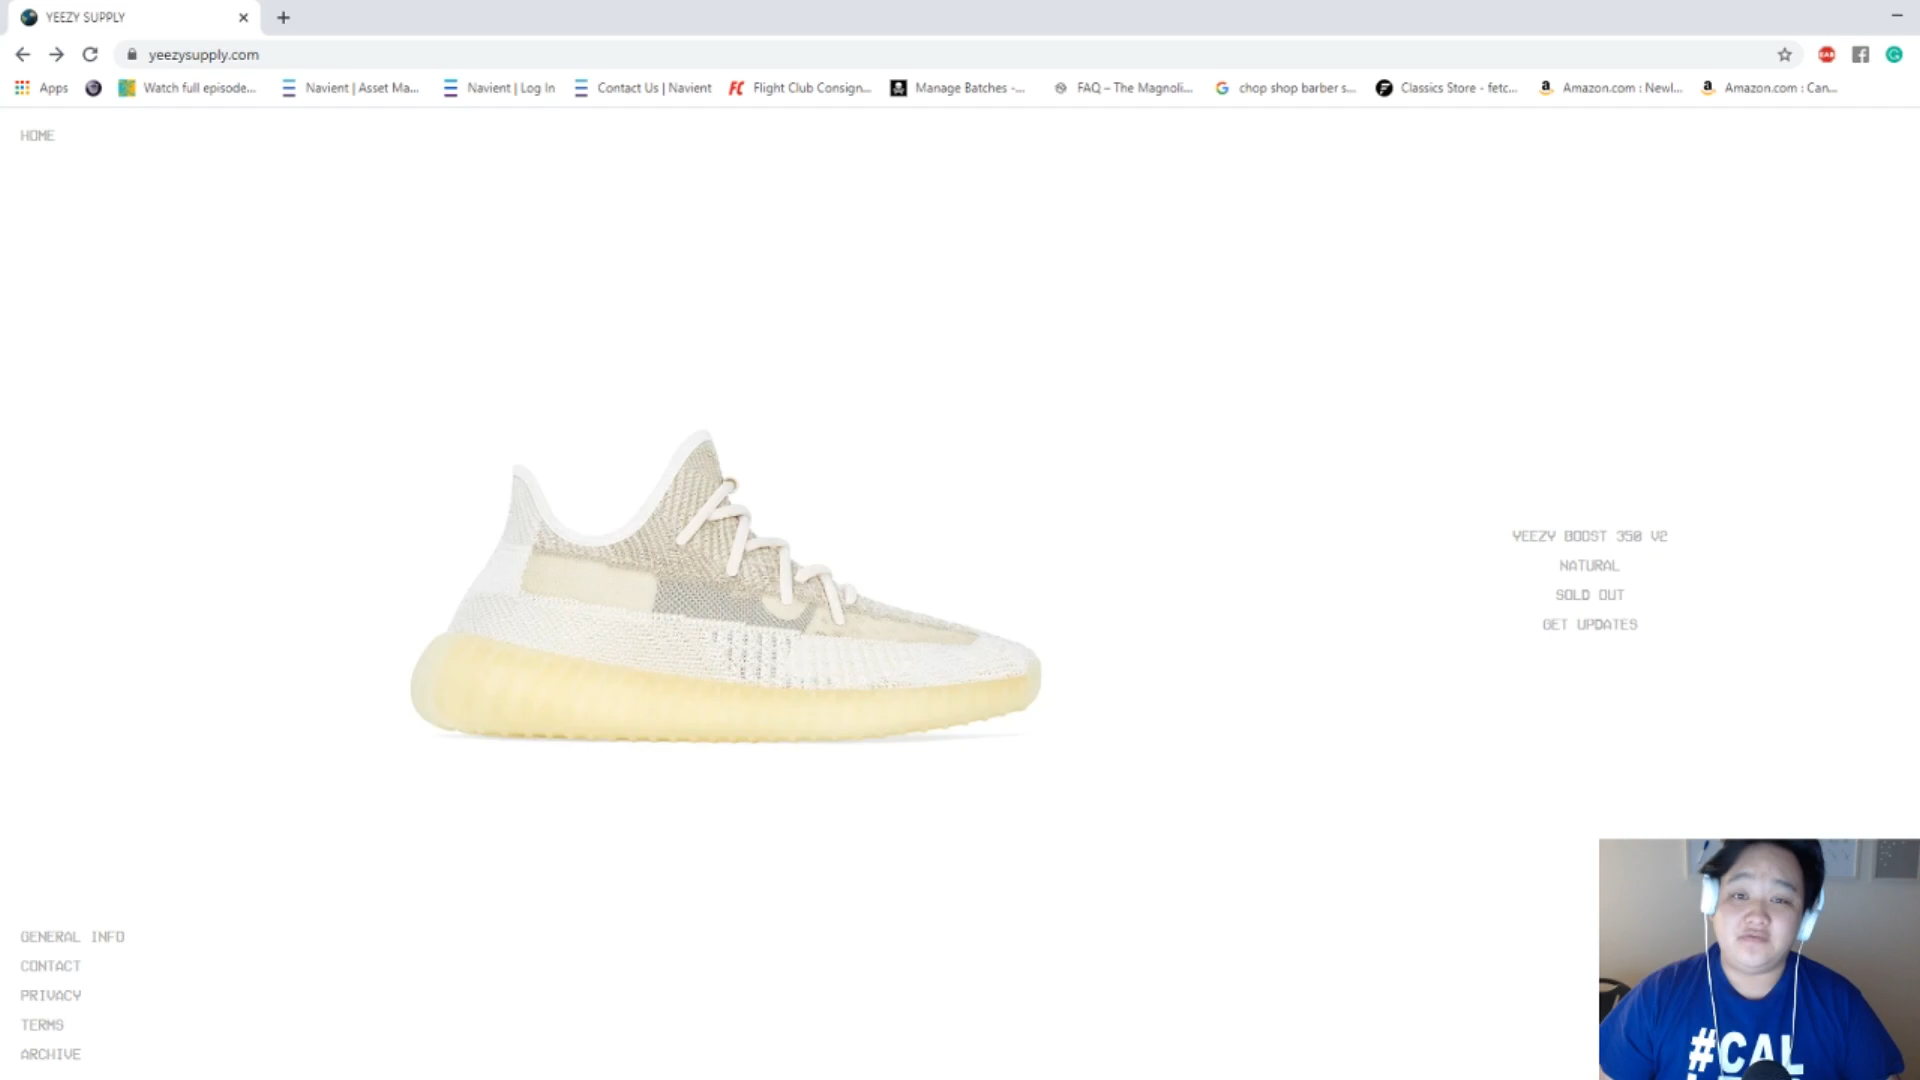 YEEZY SUPPLY
yeezysupply.com
Apps
Watch full episode...
Navient | Asset Ma...
Navient | Log In
Contact Us | Navient
FC Flight Club Consign...
Manage Batches -...
FAQ – The Magnoli...
chop shop barber s...
Classics Store - fetc...
Amazon.com : Newl...
Amazon.com : Can...
HOME
YEEZY BOOST 350 V2
NATURAL
SOLD OUT
GET UPDATES
GENERAL INFO
CONTACT
PRIVACY
TERMS
ARCHIVE
#CAL